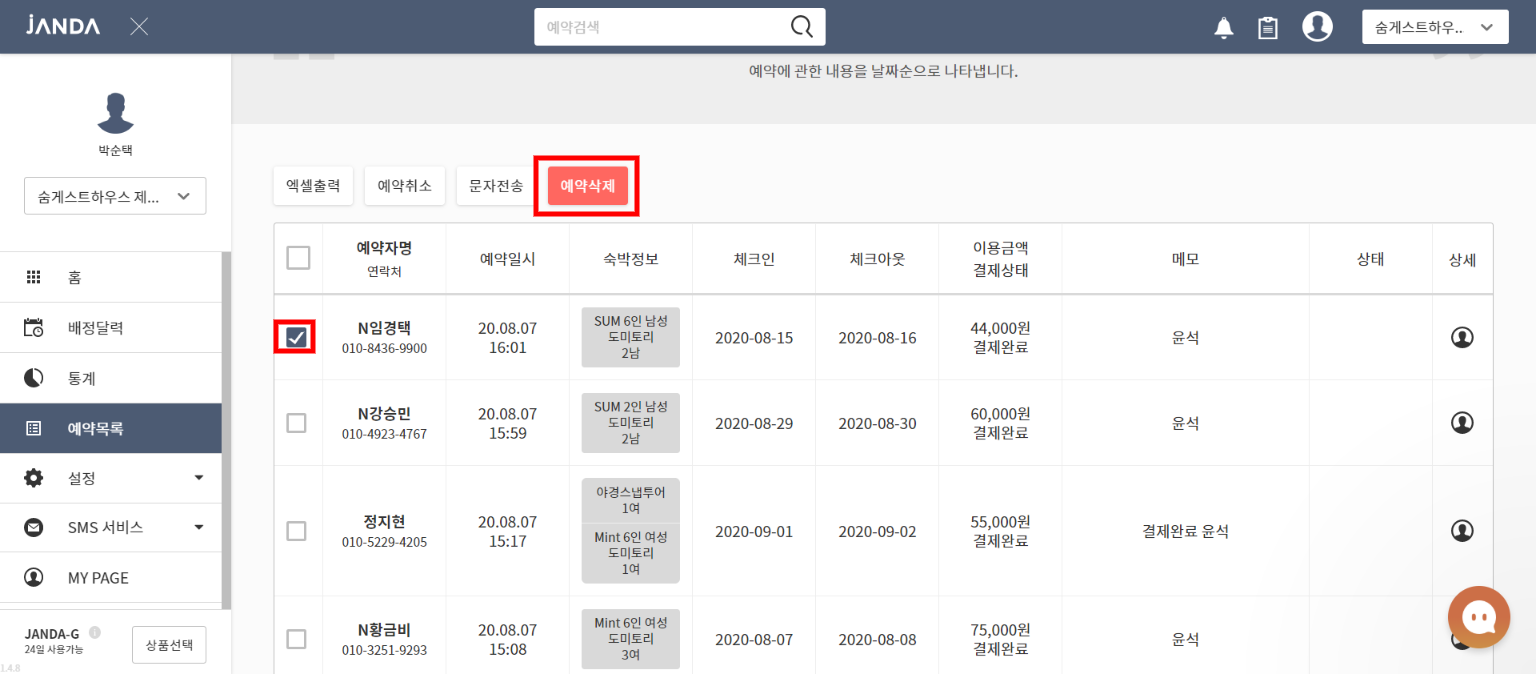 JANDA
예약검색
숨게스트하우..
예약에 관한 내용을 날짜순으로 나타냅니다.
박순택
숨게스트하우스 제...
홈
배정달력
통계
예약목록
설정
SMS 서비스
MY PAGE
JANDA-G
24일 사용가능
상품선택
1.4.8
엑셀출력 예약취소 문자전송 예약삭제
예약자명
연락처
예약일시
숙박정보
체크인
체크아웃
이용금액
결제상태
메모
상태
상세
N임경택
010-8436-9900
20.08.07
16:01
SUM 6인 남성
도미토리
2남
2020-08-15
2020-08-16
44,000원
결제완료
윤석
N강승민
010-4923-4767
20.08.07
15:59
SUM 2인 남성
도미토리
2남
2020-08-29
2020-08-30
60,000원
결제완료
윤석
정지현
010-5229-4205
20.08.07
15:17
야경스냅투어
1여
Mint 6인 여성
도미토리
1여
2020-09-01
2020-09-02
55,000원
결제완료
결제완료 윤석
N황금비
010-3251-9293
20.08.07
15:08
Mint 6인 여성
도미토리
3여
2020-08-07
2020-08-08
75,000원
결제완료
윤석